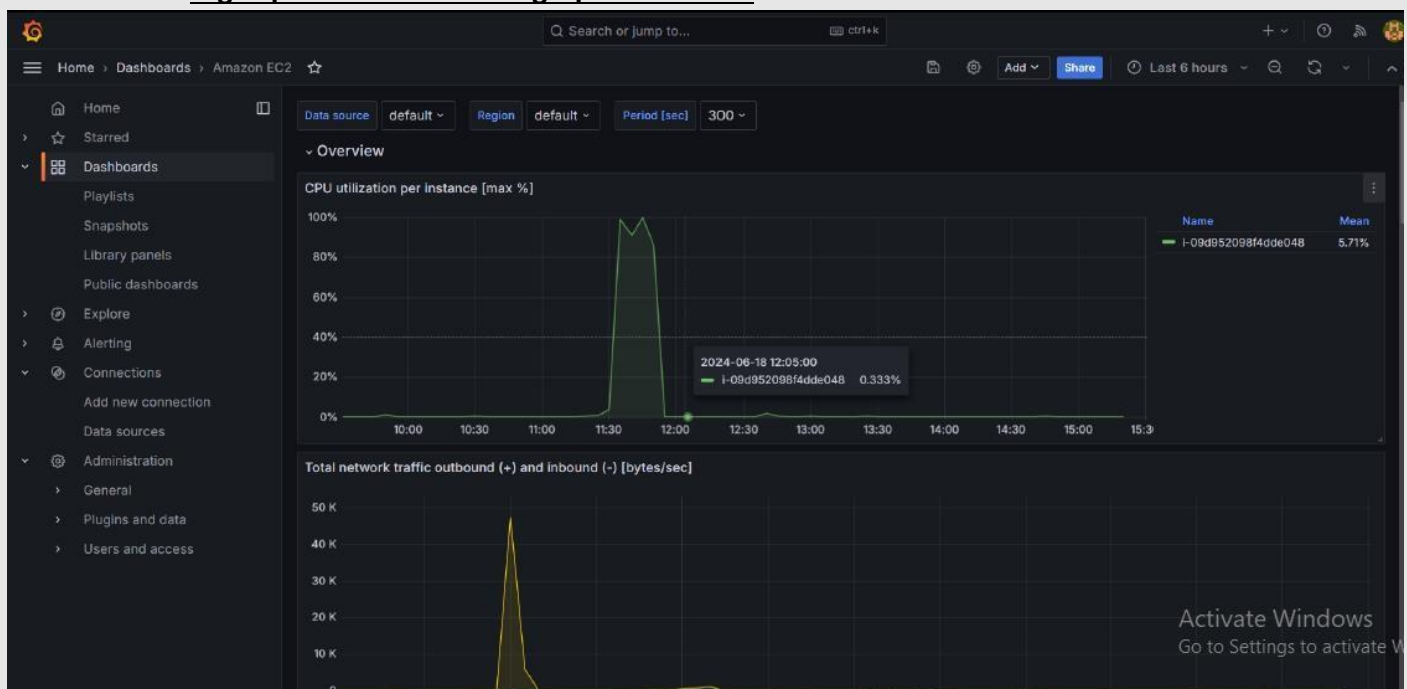 Search or jump to... ctrl+k
Home › Dashboards › Amazon EC2 Add Share Last 6 hours
Home
Starred
Dashboards
Playlists
Snapshots
Library panels
Public dashboards
Explore
Alerting
Connections
Add new connection
Data sources
Administration
General
Plugins and data
Users and access
Data source default Region default Period [sec] 300
Overview
CPU utilization per instance [max %]
100%
80%
60%
40%
20%
0%
10:00 10:30 11:00 11:30 12:00 12:30 13:00 13:30 14:00 14:30 15:00 15:3
2024-06-18 12:05:00
i-09d952098f4dde048 0.333%
Name Mean
i-09d952098f4dde048 5.71%
Total network traffic outbound (+) and inbound (-) [bytes/sec]
50 K
40 K
30 K
20 K
10 K
Activate Windows
Go to Settings to activate W